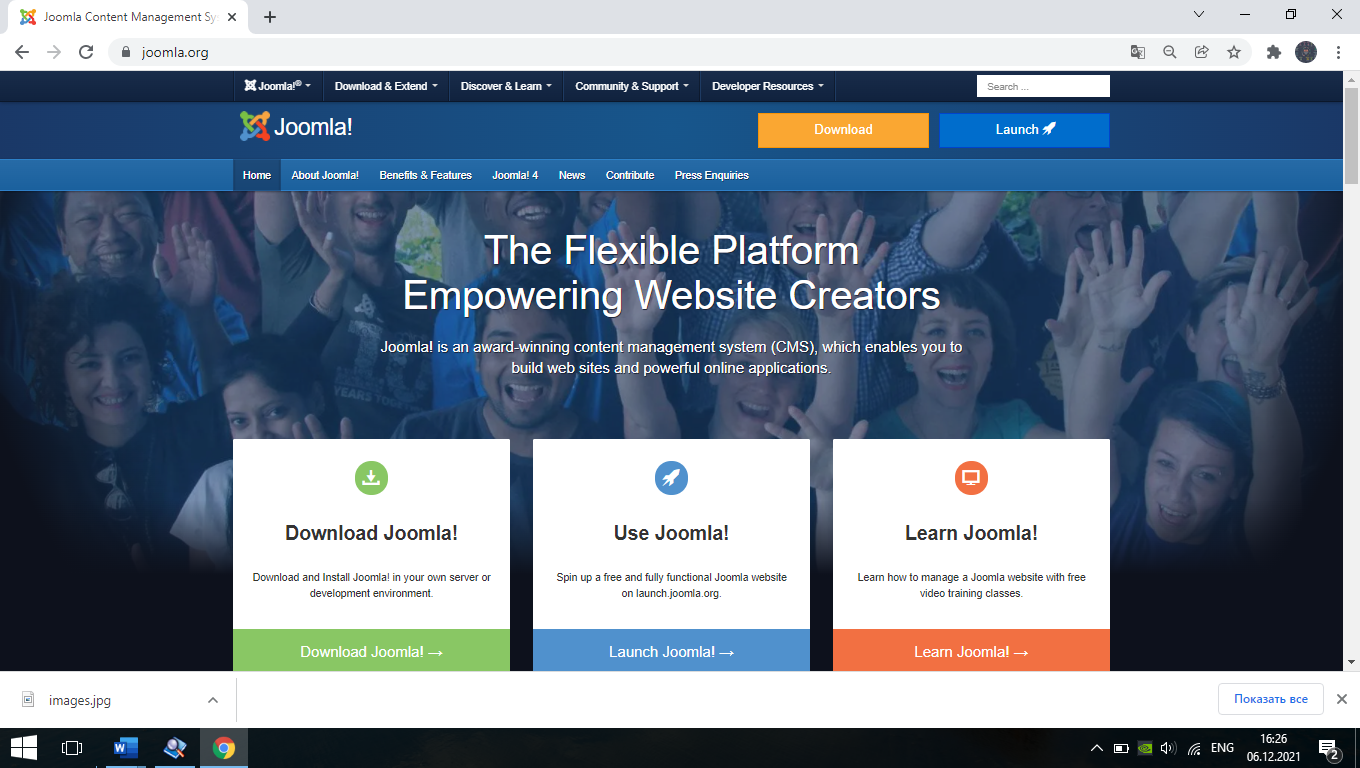 Joomla Content Management Sy
joomla.org
Joomla!® Download & Extend Discover & Learn Community & Support Developer Resources Search ...
Joomla! Download Launch
Home About Joomla! Benefits & Features Joomla! 4 News Contribute Press Enquiries
The Flexible Platform
Empowering Website Creators
Joomla! is an award-winning content management system (CMS), which enables you to
build web sites and powerful online applications.
Download Joomla!
Download and Install Joomla! in your own server or
development environment.
Download Joomla! →
Use Joomla!
Spin up a free and fully functional Joomla website
on launch.joomla.org.
Launch Joomla! →
Learn Joomla!
Learn how to manage a Joomla website with free
video training classes.
Learn Joomla! →
images.jpg
Показать все
ENG
16:26
06.12.2021
2